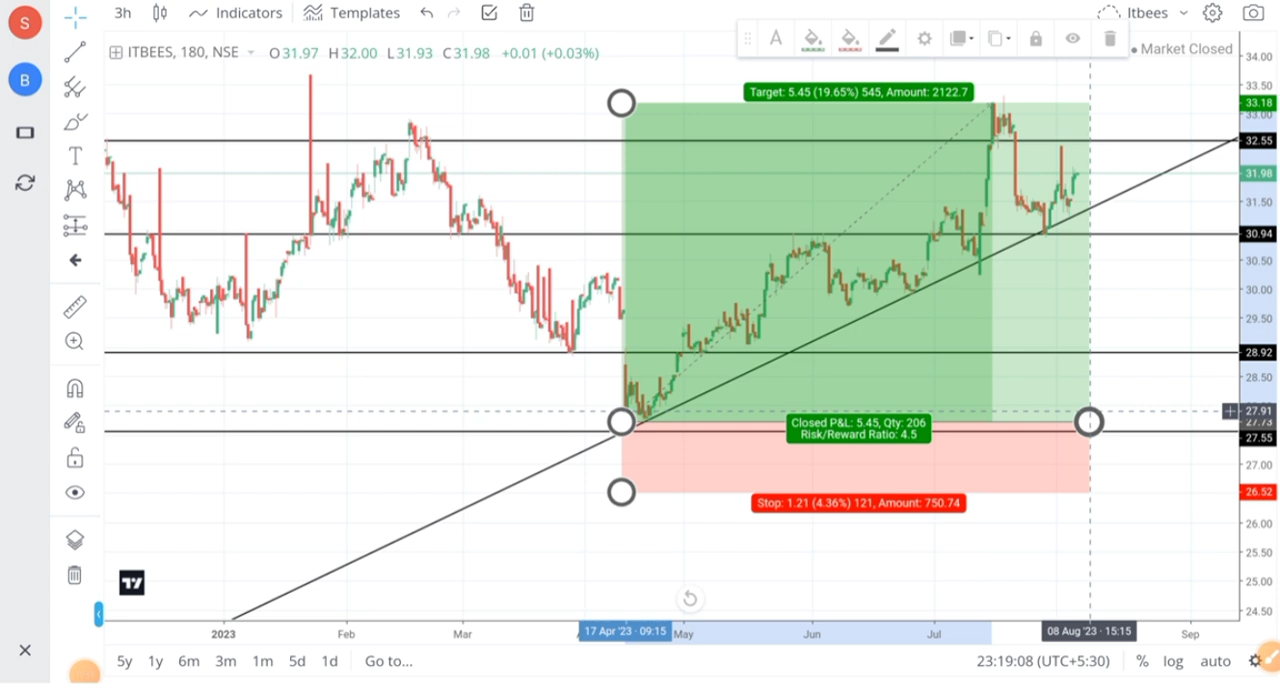 S
3h Indicators Templates Itbees
B
ITBEES, 180, NSE O31.97 H32.00 L31.93 C31.98 +0.01 (+0.03%)
Market Closed
T
A
Target: 5.45 (19.65%) 545, Amount: 2122.7
Closed P&L: 5.45, Qty: 206
Risk/Reward Ratio: 4.5
Stop: 1.21 (4.36%) 121, Amount: 750.74
34.00
33.50
33.18
33.00
32.55
31.98
31.50
30.94
30.50
30.00
29.50
28.92
28.50
27.91
27.73
27.55
27.00
26.52
26.00
25.50
25.00
24.50
2023 Feb Mar 17 Apr '23 · 09:15 May Jun Jul 08 Aug '23 · 15:15 Sep
5y 1y 6m 3m 1m 5d 1d Go to... 23:19:08 (UTC+5:30) % log auto